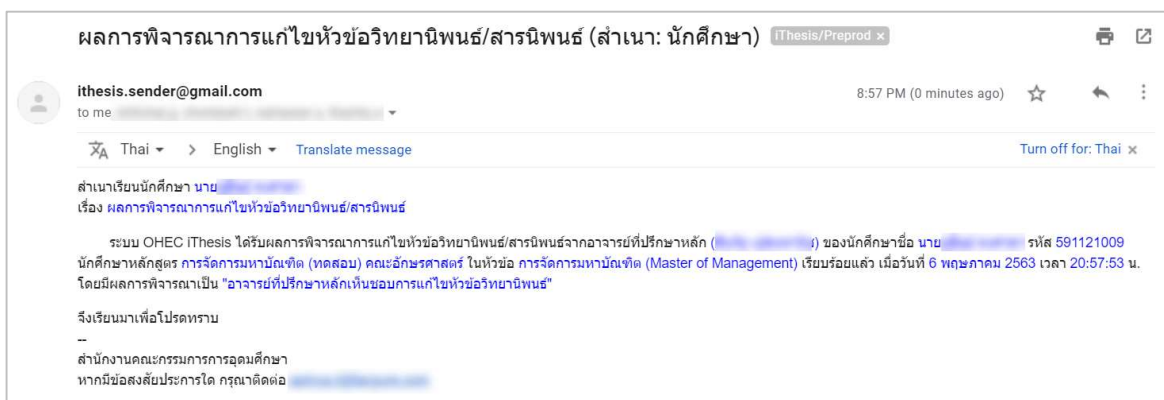 ผลการพิจารณาการแก้ไขหัวข้อวิทยานิพนธ์/สารนิพนธ์ (สำเนา: นักศึกษา) iThesis/Preprod ×
ithesis.sender@gmail.com 8:57 PM (0 minutes ago)
to me
Thai > English Translate message Turn off for: Thai ×
สำเนาเรียนนักศึกษา นาย
เรื่อง ผลการพิจารณาการแก้ไขหัวข้อวิทยานิพนธ์/สารนิพนธ์
ระบบ OHEC iThesis ได้รับผลการพิจารณาการแก้ไขหัวข้อวิทยานิพนธ์/สารนิพนธ์จากอาจารย์ที่ปรึกษาหลัก ( ) ของนักศึกษาชื่อ นาย รหัส 591121009
นักศึกษาหลักสูตร การจัดการมหาบัณฑิต (ทดสอบ) คณะอักษรศาสตร์ ในหัวข้อ การจัดการมหาบัณฑิต (Master of Management) เรียบร้อยแล้ว เมื่อวันที่ 6 พฤษภาคม 2563 เวลา 20:57:53 น.
โดยมีผลการพิจารณาเป็น "อาจารย์ที่ปรึกษาหลักเห็นชอบการแก้ไขหัวข้อวิทยานิพนธ์"
จึงเรียนมาเพื่อโปรดทราบ
--
สำนักงานคณะกรรมการการอุดมศึกษา
หากมีข้อสงสัยประการใด กรุณาติดต่อ